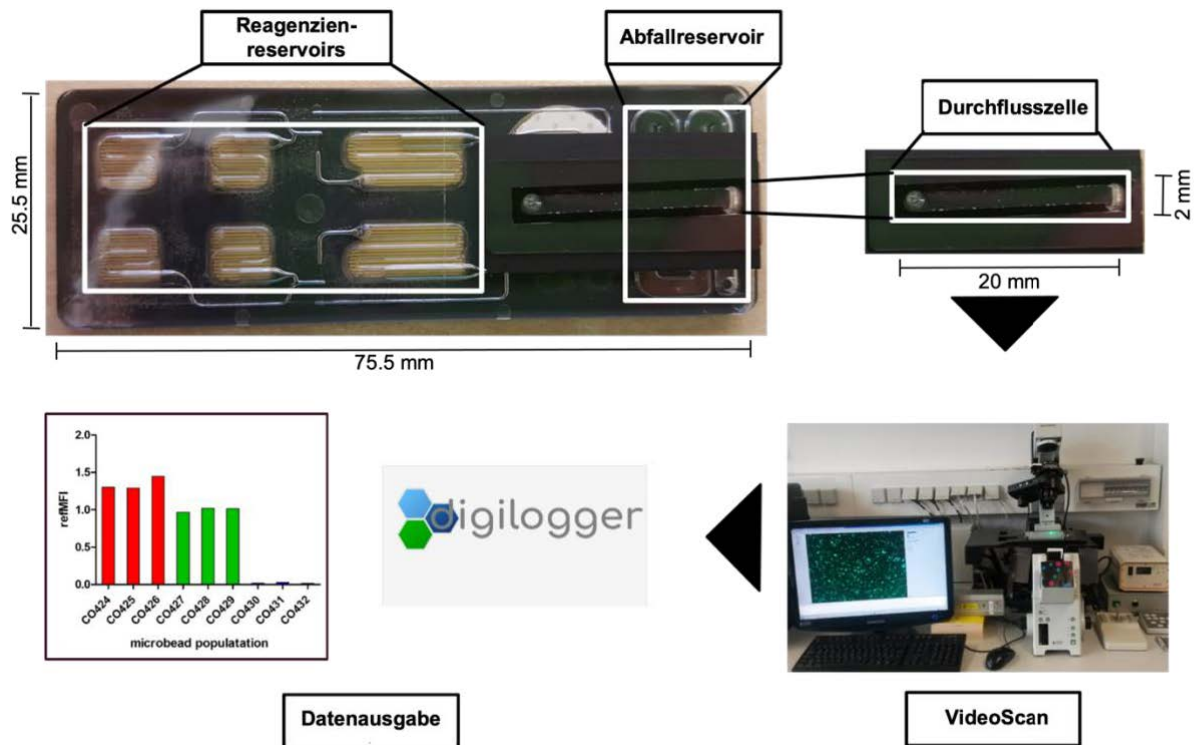 Reagenzien-
reservoirs
Abfallreservoir
Durchflusszelle
25.5 mm
2 mm
20 mm
75.5 mm
2.0
1.5
1.0
0.5
0.0
refMFI
CO424
CO425
CO426
CO427
CO428
CO429
CO430
CO431
CO432
microbead populatation
digilogger
Datenausgabe
VideoScan